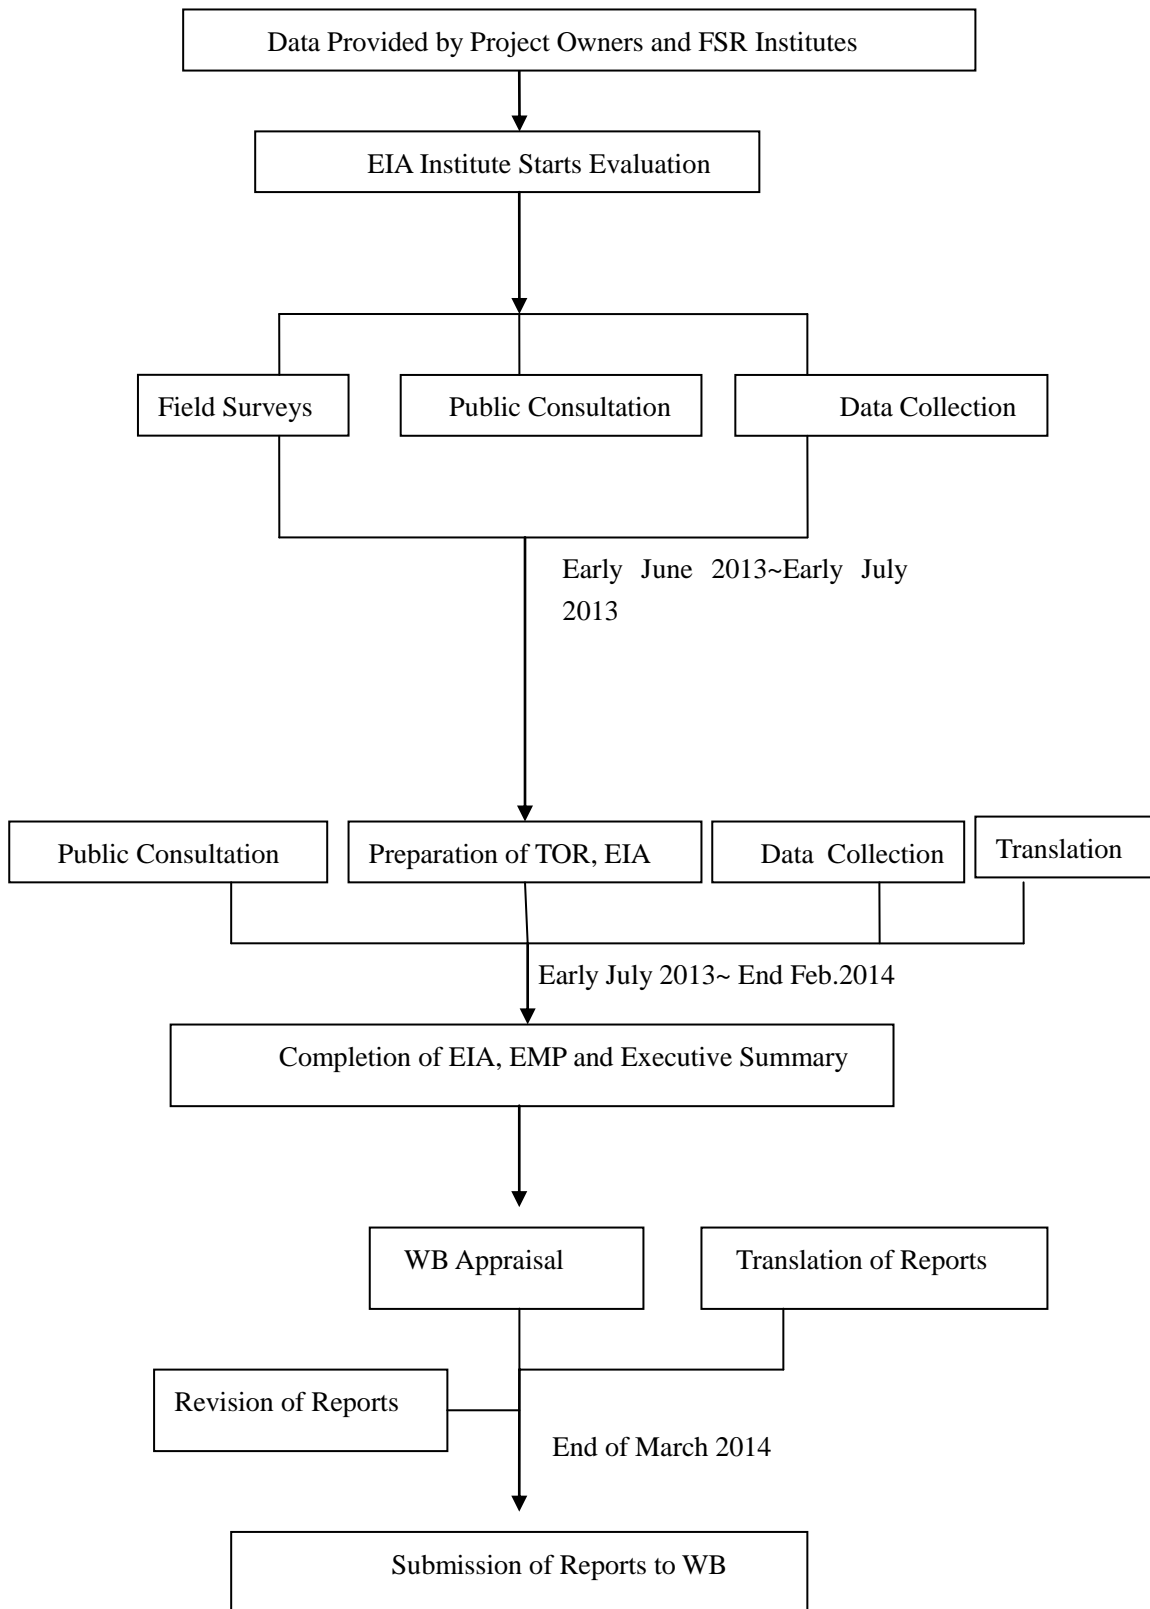 Data Provided by Project Owners and FSR Institutes
EIA Institute Starts Evaluation
Field Surveys
Public Consultation
Data Collection
Early June 2013~Early July
2013
Public Consultation
Preparation of TOR, EIA
Data Collection
Translation
Early July 2013~ End Feb.2014
Completion of EIA, EMP and Executive Summary
WB Appraisal
Translation of Reports
Revision of Reports
End of March 2014
Submission of Reports to WB